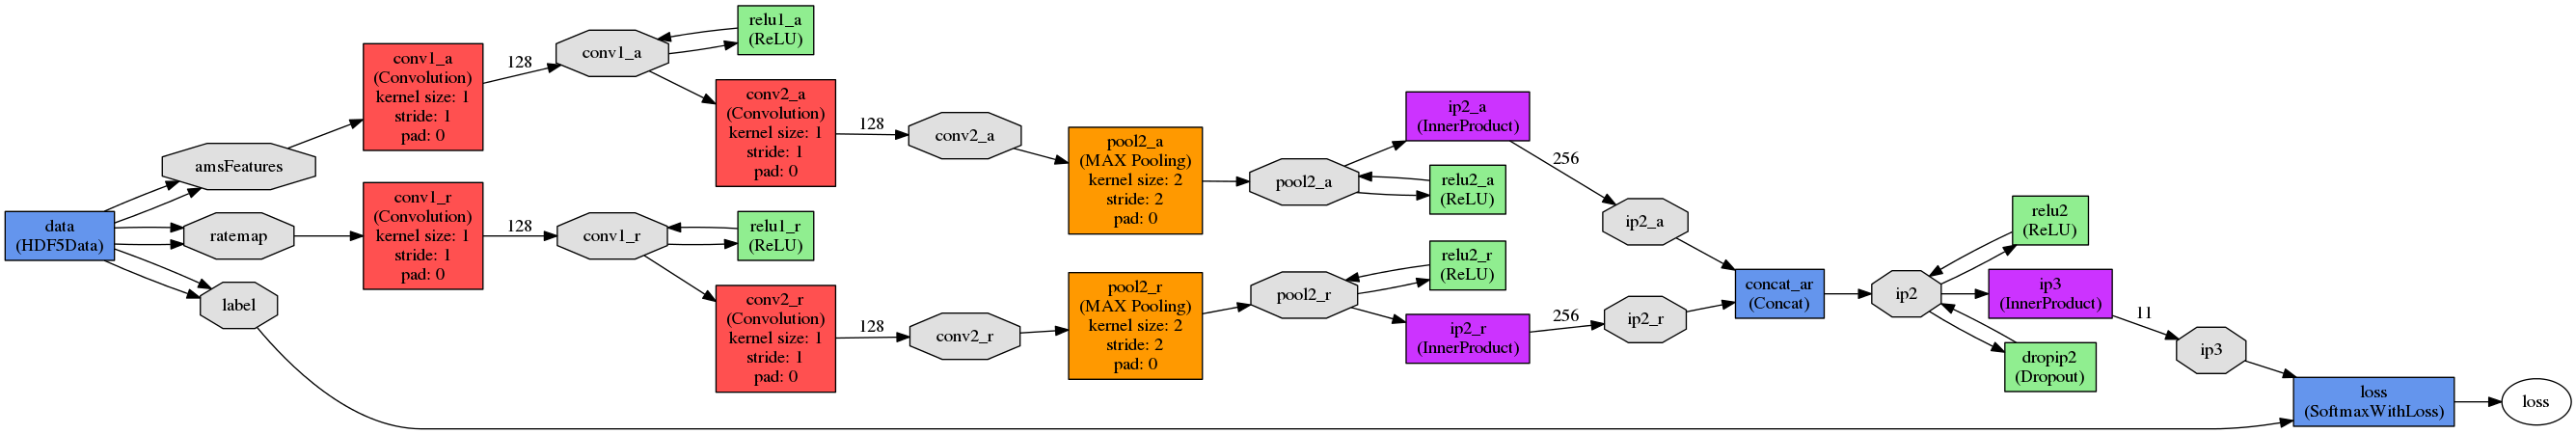 data
(HDF5Data)
amsFeatures
ratemap
label
conv1_a
(Convolution)
kernel size: 1
stride: 1
pad: 0
conv1_r
(Convolution)
kernel size: 1
stride: 1
pad: 0
128
128
conv1_a
conv1_r
relu1_a
(ReLU)
conv2_a
(Convolution)
kernel size: 1
stride: 1
pad: 0
relu1_r
(ReLU)
conv2_r
(Convolution)
kernel size: 1
stride: 1
pad: 0
128
128
conv2_a
conv2_r
pool2_a
(MAX Pooling)
kernel size: 2
stride: 2
pad: 0
pool2_r
(MAX Pooling)
kernel size: 2
stride: 2
pad: 0
pool2_a
pool2_r
ip2_a
(InnerProduct)
relu2_a
(ReLU)
relu2_r
(ReLU)
ip2_r
(InnerProduct)
256
256
ip2_a
ip2_r
concat_ar
(Concat)
ip2
relu2
(ReLU)
ip3
(InnerProduct)
dropip2
(Dropout)
11
ip3
loss
(SoftmaxWithLoss)
loss